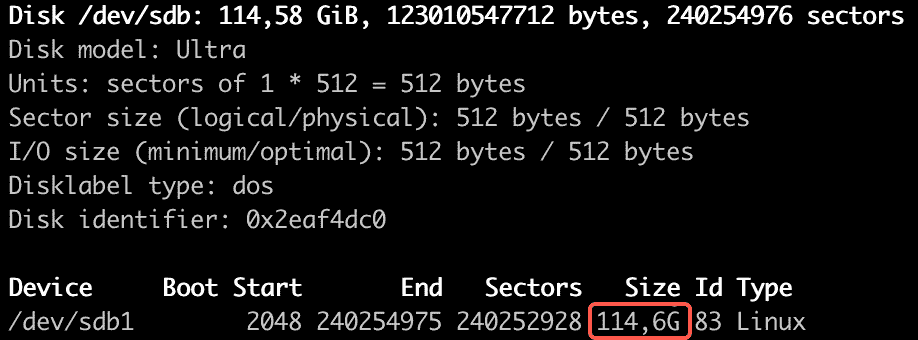 Disk /dev/sdb: 114,58 GiB, 123010547712 bytes, 240254976 sectors
Disk model: Ultra
Units: sectors of 1 * 512 = 512 bytes
Sector size (logical/physical): 512 bytes / 512 bytes
I/O size (minimum/optimal): 512 bytes / 512 bytes
Disklabel type: dos
Disk identifier: 0x2eaf4dc0

Device     Boot Start       End   Sectors   Size Id Type
/dev/sdb1        2048 240254975 240252928 114,6G 83 Linux